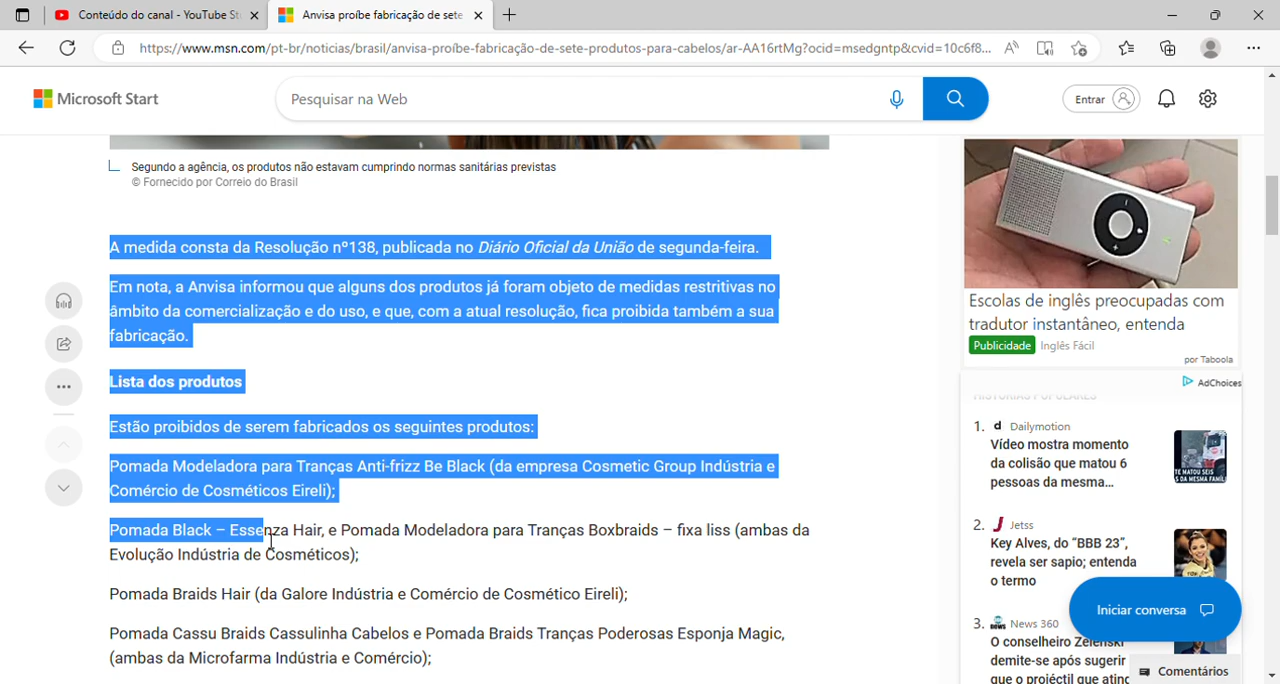 Conteúdo do canal - YouTube St
Anvisa proíbe fabricação de sete
https://www.msn.com/pt-br/noticias/brasil/anvisa-proíbe-fabricação-de-sete-produtos-para-cabelos/ar-AA16rtMg?ocid=msedgntp&cvid=10c6f8...
Microsoft Start
Pesquisar na Web
Entrar
Segundo a agência, os produtos não estavam cumprindo normas sanitárias previstas
© Fornecido por Correio do Brasil
A medida consta da Resolução nº138, publicada no Diário Oficial da União de segunda-feira.
Em nota, a Anvisa informou que alguns dos produtos já foram objeto de medidas restritivas no
âmbito da comercialização e do uso, e que, com a atual resolução, fica proibida também a sua
fabricação.
Lista dos produtos
Estão proibidos de serem fabricados os seguintes produtos:
Pomada Modeladora para Tranças Anti-frizz Be Black (da empresa Cosmetic Group Indústria e
Comércio de Cosméticos Eireli);
Pomada Black – Essenza Hair, e Pomada Modeladora para Tranças Boxbraids – fixa liss (ambas da
Evolução Indústria de Cosméticos);
Pomada Braids Hair (da Galore Indústria e Comércio de Cosmético Eireli);
Pomada Cassu Braids Cassulinha Cabelos e Pomada Braids Tranças Poderosas Esponja Magic,
(ambas da Microfarma Indústria e Comércio);
Escolas de inglês preocupadas com
tradutor instantâneo, entenda
Publicidade Inglês Fácil
por Taboola
AdChoices
HISTÓRIAS POPULARES
1. d Dailymotion
Vídeo mostra momento
da colisão que matou 6
pessoas da mesma...
2. Jetss
Key Alves, do “BBB 23”,
revela ser sapio; entenda
o termo
Iniciar conversa
3. News 360
O conselheiro Zelenski
demite-se após sugerir
que o projéctil que ating
Comentários